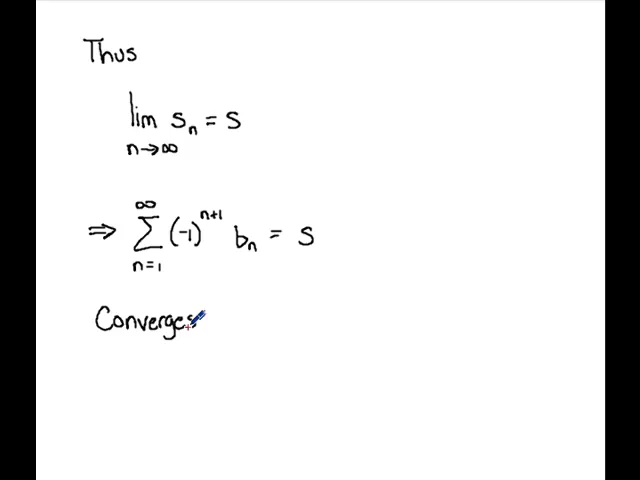 Thus
lim s_n = s
n→∞
⇒ ∑_{n=1}^{∞} (-1)^{n+1} b_n = s
Converges